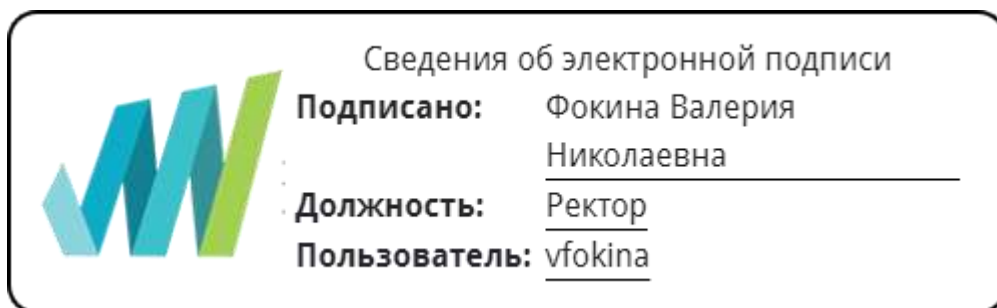 Сведения об электронной подписи
Подписано: Фокина Валерия
Николаевна
Должность: Ректор
Пользователь: vfokina